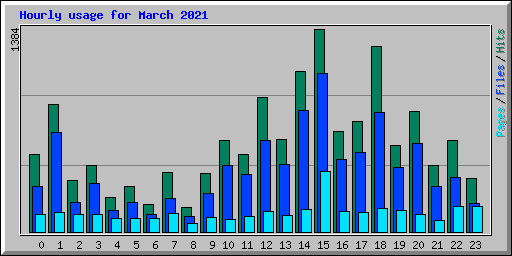 Hourly usage for March 2021
1384
Pages/Files/Hits
0 1 2 3 4 5 6 7 8 9 10 11 12 13 14 15 16 17 18 19 20 21 22 23